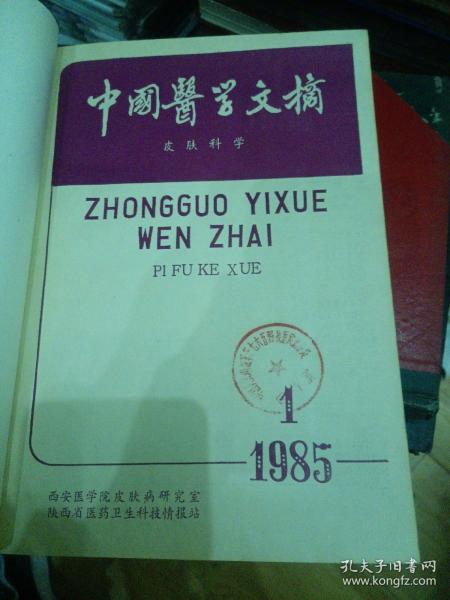 中國醫学文摘
皮肤科学
ZHONGGUO YIXUE
WEN ZHAI
PI FU KE XUE
1
1985
西安医学院皮肤病研究室
陕西省医药卫生科技情报站
孔夫子旧书网
www.kongfz.com